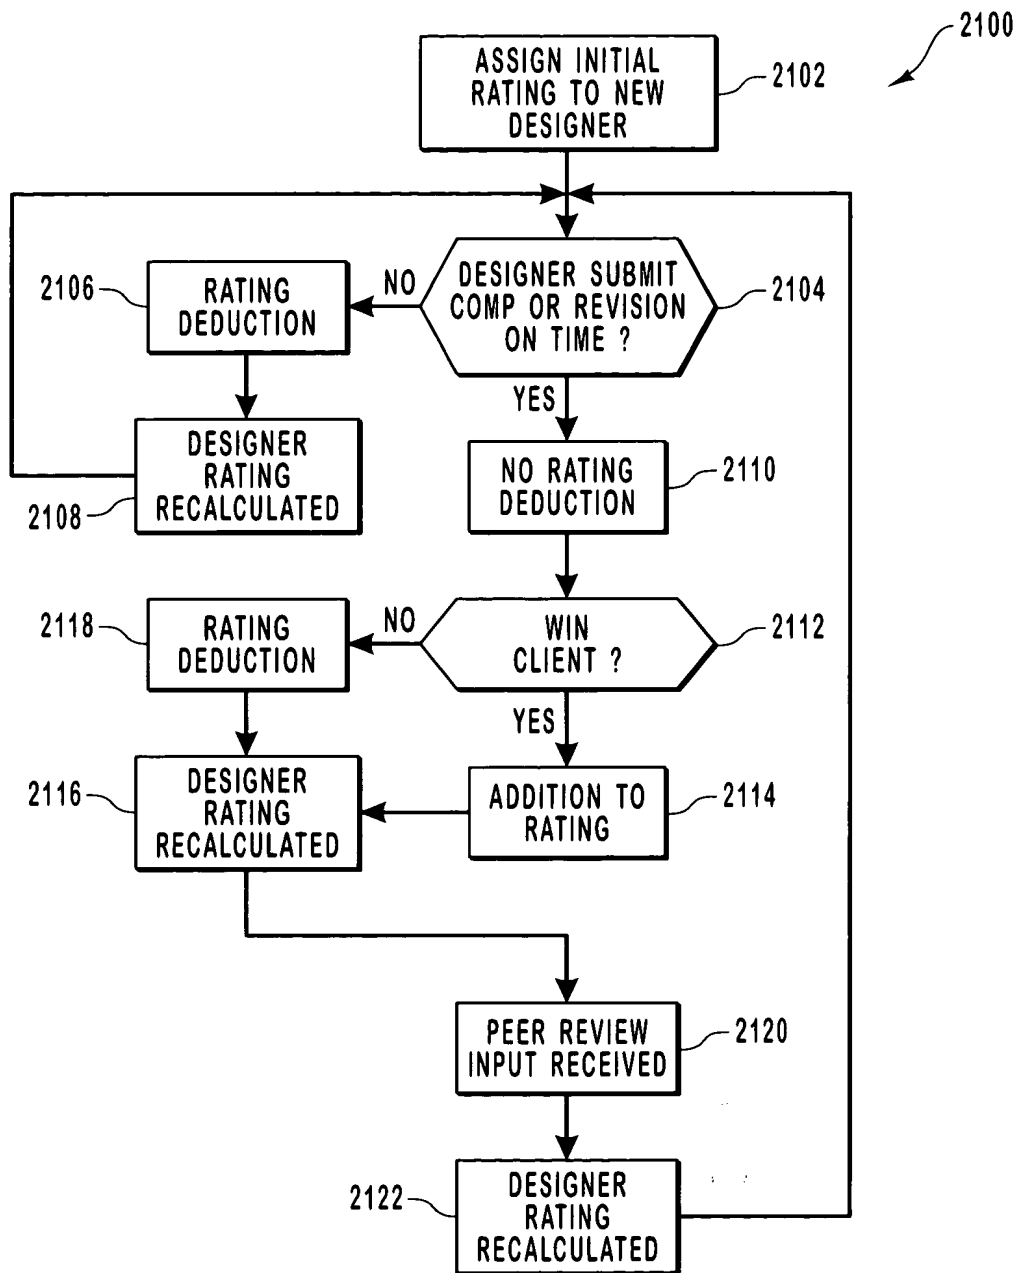 2100
ASSIGN INITIAL
RATING TO NEW
DESIGNER
2102
DESIGNER SUBMIT
COMP OR REVISION
ON TIME ?
2104
NO
RATING
DEDUCTION
2106
DESIGNER
RATING
RECALCULATED
2108
YES
NO RATING
DEDUCTION
2110
WIN
CLIENT ?
2112
NO
RATING
DEDUCTION
2118
YES
ADDITION TO
RATING
2114
DESIGNER
RATING
RECALCULATED
2116
PEER REVIEW
INPUT RECEIVED
2120
DESIGNER
RATING
RECALCULATED
2122